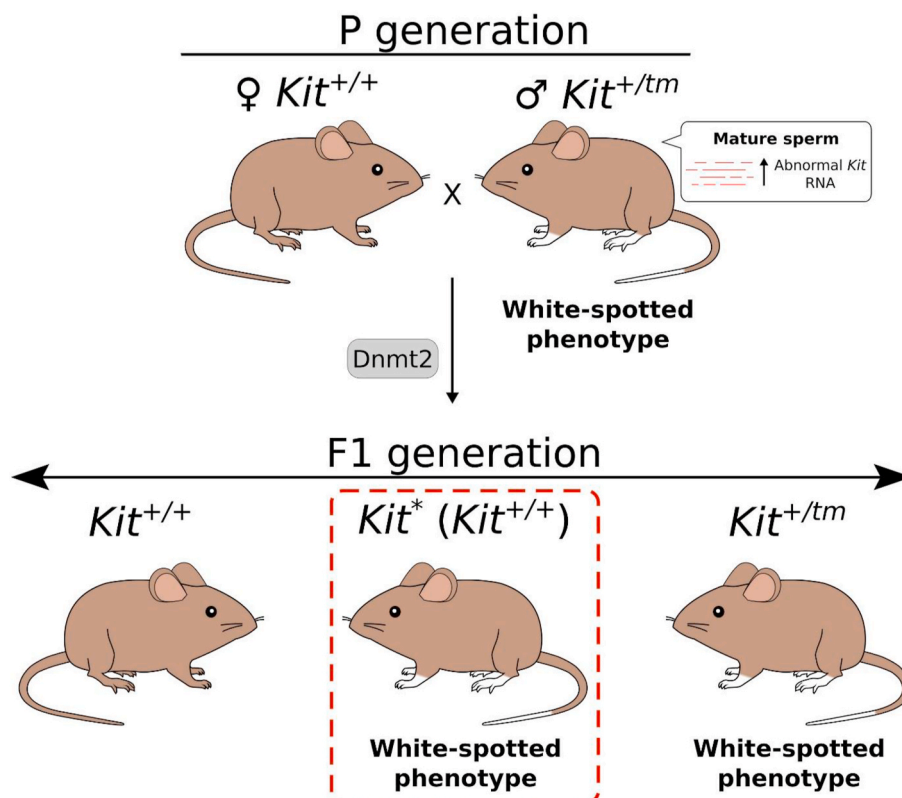 P generation
♀ Kit+/+
♂ Kit+/tm
Mature sperm
Abnormal Kit
RNA
X
White-spotted
phenotype
Dnmt2
F1 generation
Kit+/+
Kit* (Kit+/+)
Kit+/tm
White-spotted
phenotype
White-spotted
phenotype